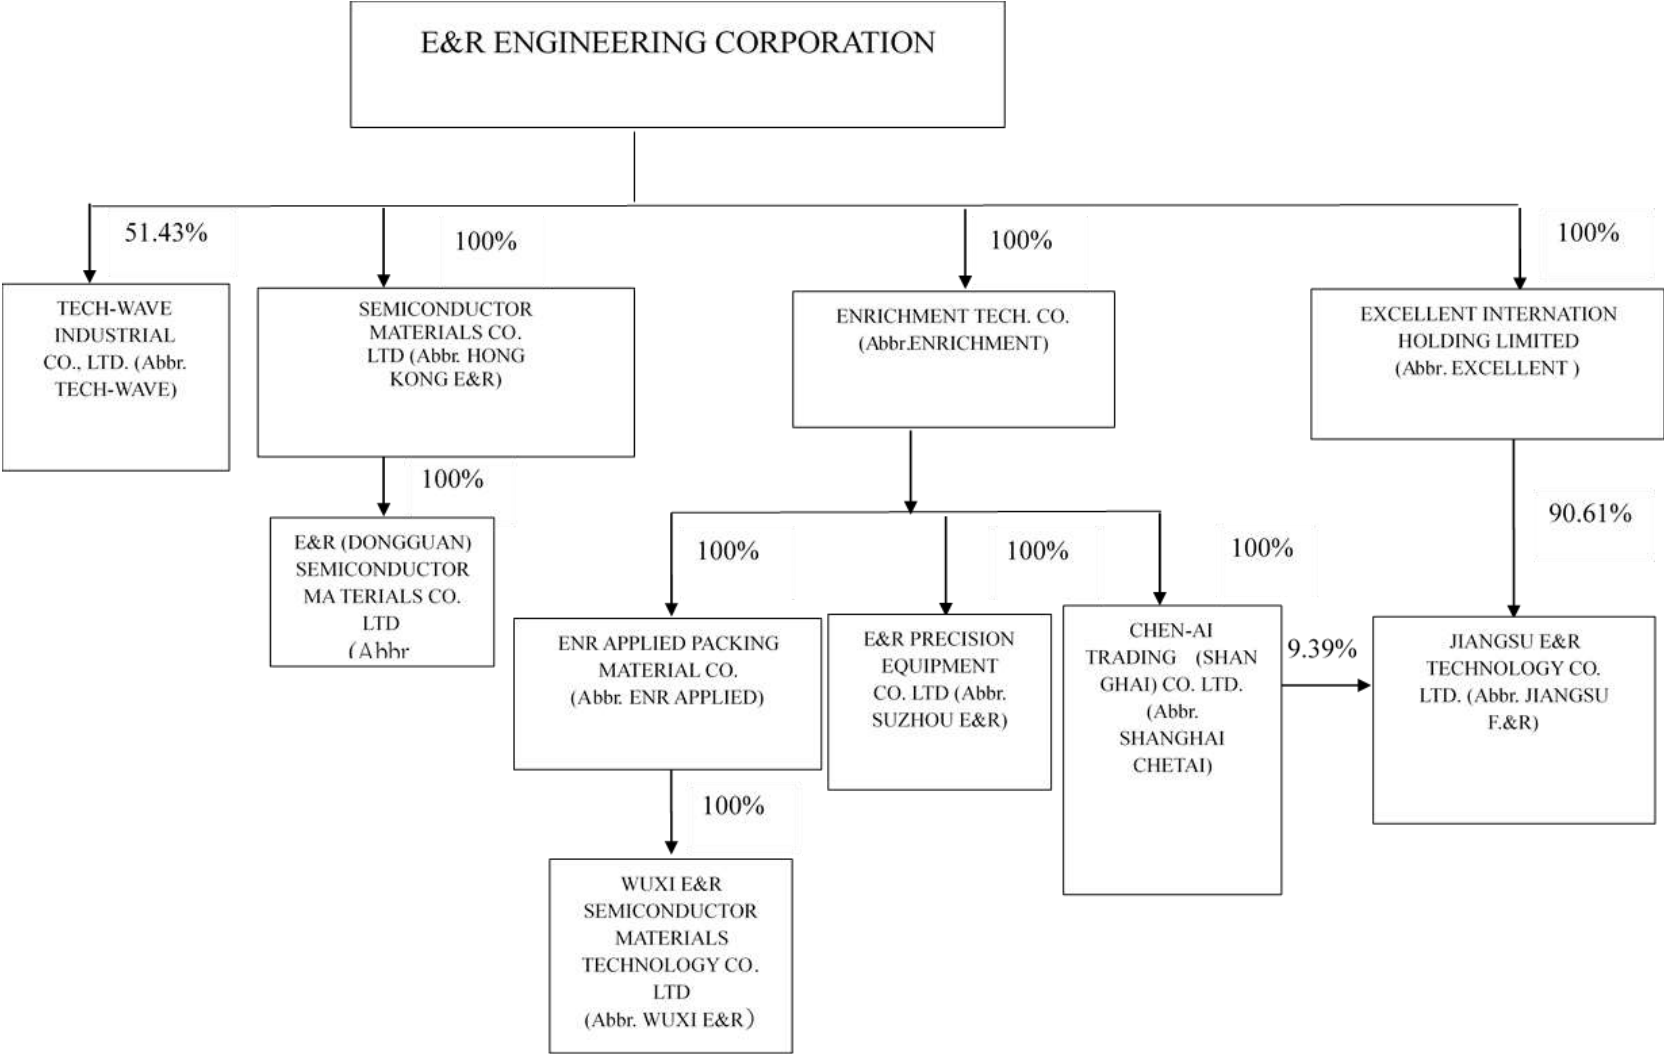 E&R ENGINEERING CORPORATION
51.43%
100%
100%
100%
TECH-WAVE
INDUSTRIAL
CO., LTD. (Abbr.
TECH-WAVE)
SEMICONDUCTOR
MATERIALS CO.
LTD (Abbr. HONG
KONG E&R)
ENRICHMENT TECH. CO.
(Abbr.ENRICHMENT)
EXCELLENT INTERNATION
HOLDING LIMITED
(Abbr. EXCELLENT )
100%
90.61%
E&R (DONGGUAN)
SEMICONDUCTOR
MA TERIALS CO.
LTD
(Abbr
100%
100%
100%
ENR APPLIED PACKING
MATERIAL CO.
(Abbr. ENR APPLIED)
E&R PRECISION
EQUIPMENT
CO. LTD (Abbr.
SUZHOU E&R)
CHEN-AI
TRADING (SHAN
GHAI) CO. LTD.
(Abbr.
SHANGHAI
CHETAI)
9.39%
JIANGSU E&R
TECHNOLOGY CO.
LTD. (Abbr. JIANGSU
F.&R)
100%
WUXI E&R
SEMICONDUCTOR
MATERIALS
TECHNOLOGY CO.
LTD
(Abbr. WUXI E&R)